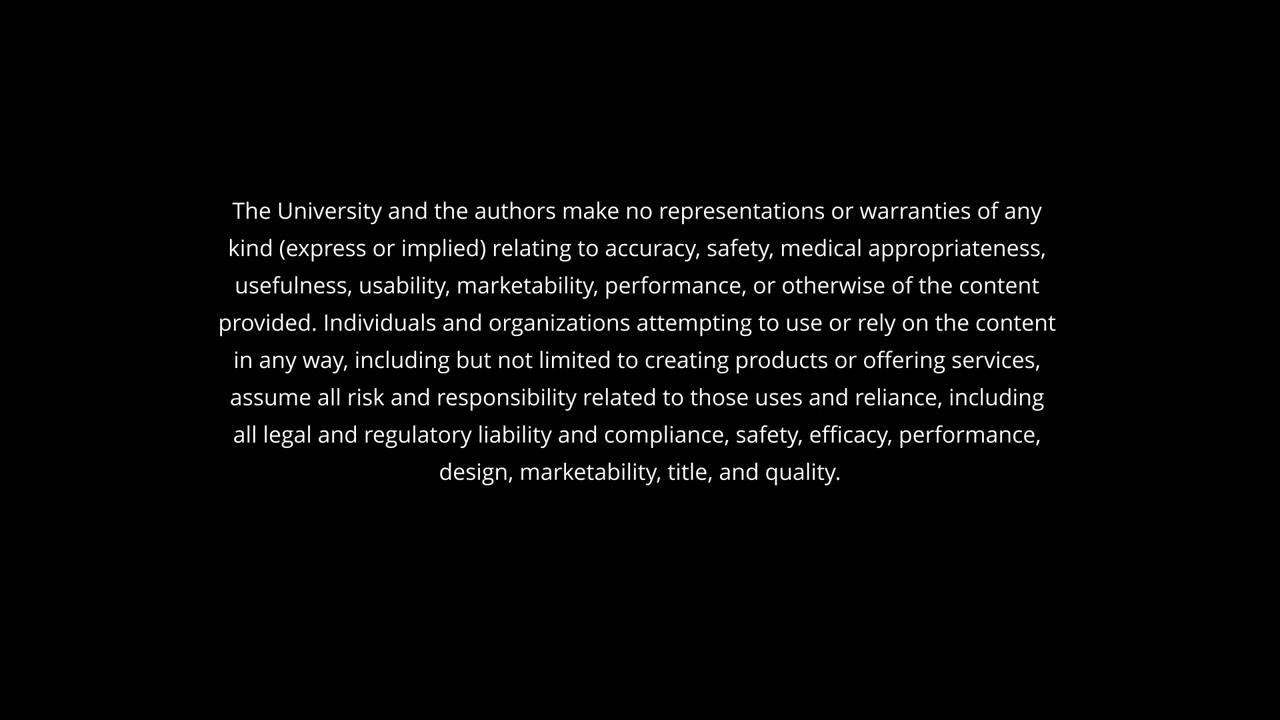 The University and the authors make no representations or warranties of any
kind (express or implied) relating to accuracy, safety, medical appropriateness,
usefulness, usability, marketability, performance, or otherwise of the content
provided. Individuals and organizations attempting to use or rely on the content
in any way, including but not limited to creating products or offering services,
assume all risk and responsibility related to those uses and reliance, including
all legal and regulatory liability and compliance, safety, efficacy, performance,
design, marketability, title, and quality.